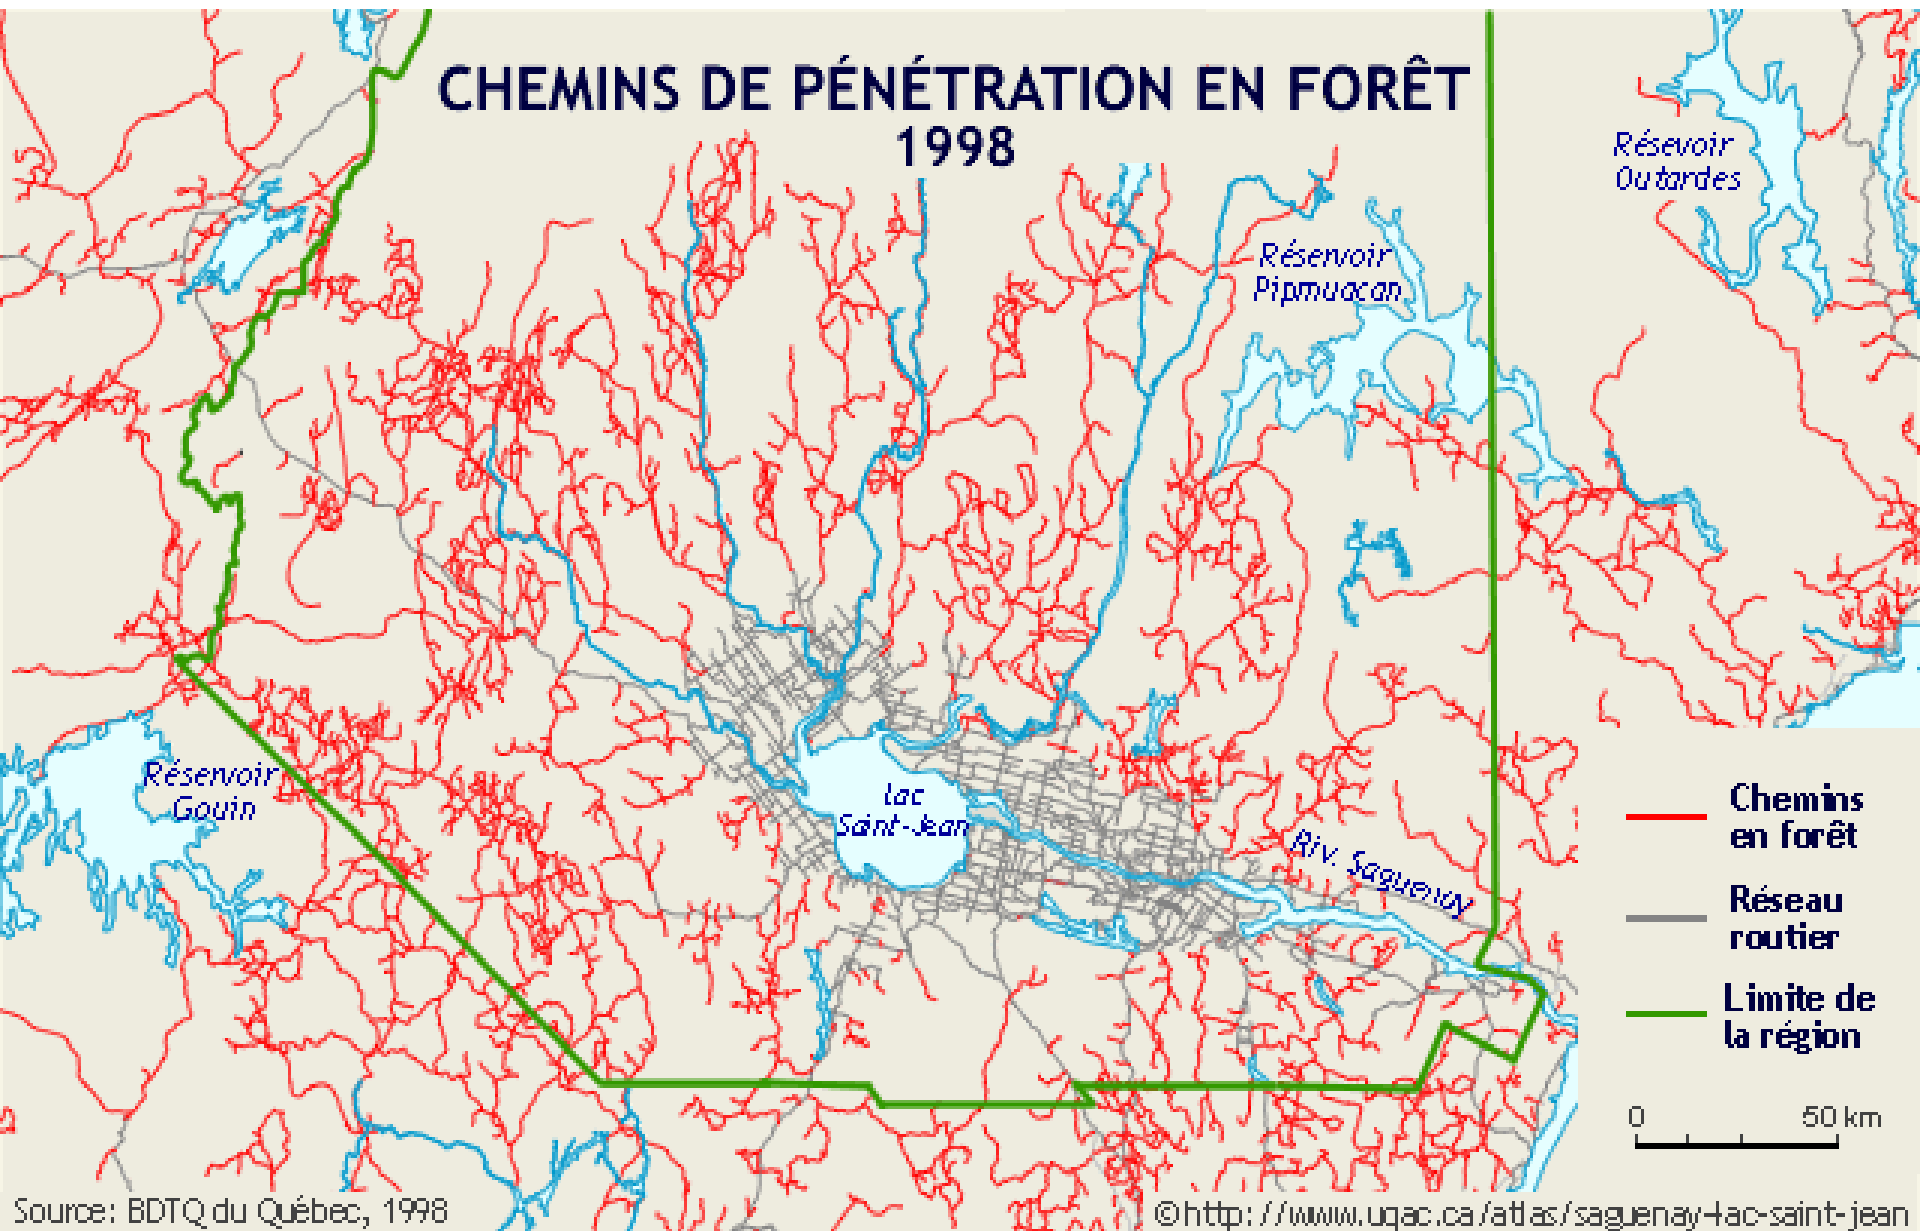 CHEMINS DE PÉNÉTRATION EN FORÊT
1998
Résevoir
Outardes
Réservoir
Pipmuacan
Réservoir
Gouin
lac
Saint-Jean
Riv. Saguenay
Chemins
en forêt
Réseau
routier
Limite de
la région
0 50 km
Source: BDTQ du Québec, 1998
©http://www.uqac.ca/atlas/saguenay-lac-saint-jean